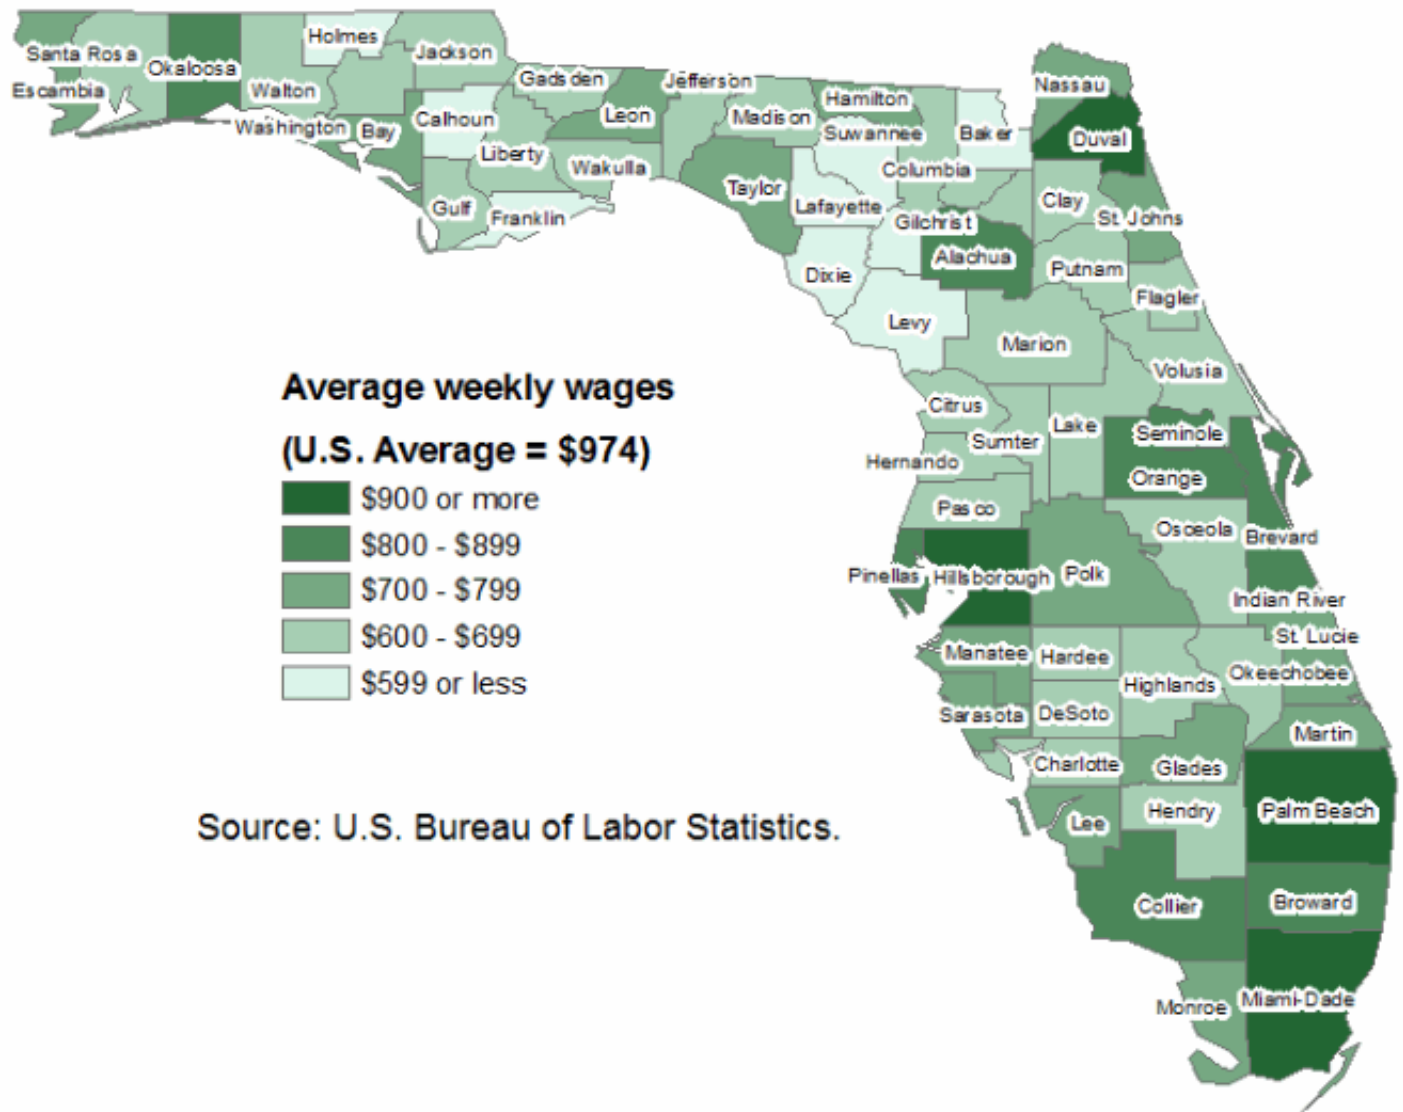 Holmes
Santa Rosa
Okaloosa
Jackson
Escambia
Walton
Gadsden
Jefferson
Nassau
Washington
Bay
Calhoun
Leon
Madison
Hamilton
Suwannee
Baker
Duval
Liberty
Wakulla
Columbia
Taylor
Gulf
Franklin
Lafayette
Gilchrist
Clay
St. Johns
Dixie
Alachua
Putnam
Levy
Flagler
Marion
Volusia
Average weekly wages
(U.S. Average = $974)
$900 or more
$800 - $899
$700 - $799
$600 - $699
$599 or less
Citrus
Sumter
Lake
Seminole
Hernando
Orange
Pasco
Osceola
Brevard
Pinellas
Hillsborough
Polk
Indian River
Manatee
Hardee
St. Lucie
Highlands
Okeechobee
Sarasota
DeSoto
Martin
Charlotte
Glades
Lee
Hendry
Palm Beach
Source: U.S. Bureau of Labor Statistics.
Collier
Broward
Monroe
Miami-Dade